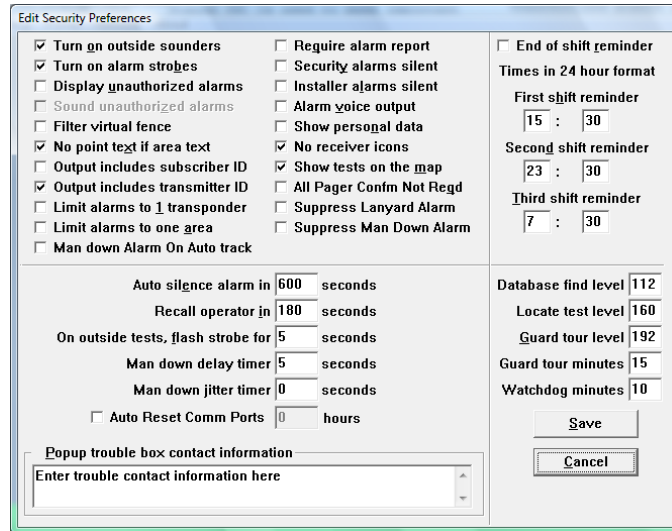 Edit Security Preferences
Turn on outside sounders
Turn on alarm strobes
Display unauthorized alarms
Sound unauthorized alarms
Filter virtual fence
No point text if area text
Output includes subscriber ID
Output includes transmitter ID
Limit alarms to 1 transponder
Limit alarms to one area
Man down Alarm On Auto track
Require alarm report
Security alarms silent
Installer alarms silent
Alarm voice output
Show personal data
No receiver icons
Show tests on the map
All Pager Confm Not Reqd
Suppress Lanyard Alarm
Suppress Man Down Alarm
End of shift reminder
Times in 24 hour format
First shift reminder
15 : 30
Second shift reminder
23 : 30
Third shift reminder
7 : 30
Auto silence alarm in 600 seconds
Recall operator in 180 seconds
On outside tests, flash strobe for 5 seconds
Man down delay timer 5 seconds
Man down jitter timer 0 seconds
Auto Reset Comm Ports 0 hours
Popup trouble box contact information
Enter trouble contact information here
Database find level 112
Locate test level 160
Guard tour level 192
Guard tour minutes 15
Watchdog minutes 10
Save
Cancel